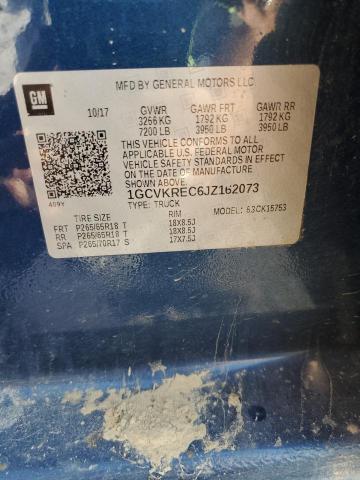 GM
MFD BY GENERAL MOTORS LLC
10/17 GVWR GAWR FRT GAWR RR
3266 KG 1792 KG 1792 KG
7200 LB 3950 LB 3950 LB
THIS VEHICLE CONFORMS TO ALL
APPLICABLE U.S. FEDERAL MOTOR
VEHICLE SAFETY STANDARDS IN EFFECT
ON THE DATE OF MANUFACTURE SHOWN ABOVE.
1GCVKREC6JZ162073
409Y TYPE: TRUCK MODEL: 63CK15753
TIRE SIZE RIM
FRT P265/65R18 T 18X8.5J
RR P265/65R18 T 18X8.5J
SPA P265/70R17 S 17X7.5J